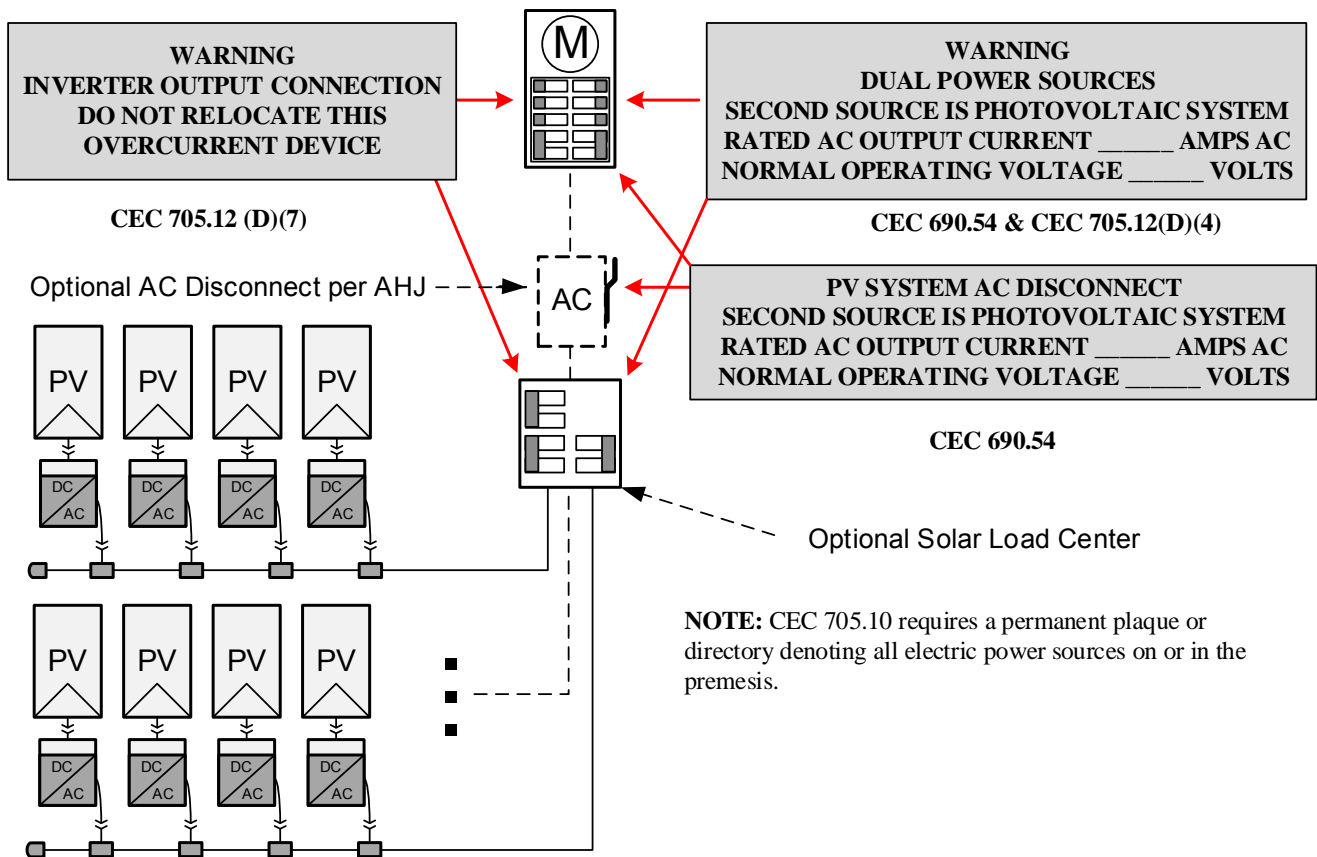 WARNING
INVERTER OUTPUT CONNECTION
DO NOT RELOCATE THIS
OVERCURRENT DEVICE
CEC 705.12 (D)(7)
M
WARNING
DUAL POWER SOURCES
SECOND SOURCE IS PHOTOVOLTAIC SYSTEM
RATED AC OUTPUT CURRENT ______ AMPS AC
NORMAL OPERATING VOLTAGE ______ VOLTS
CEC 690.54 & CEC 705.12(D)(4)
Optional AC Disconnect per AHJ
AC
PV SYSTEM AC DISCONNECT
SECOND SOURCE IS PHOTOVOLTAIC SYSTEM
RATED AC OUTPUT CURRENT ______ AMPS AC
NORMAL OPERATING VOLTAGE ______ VOLTS
CEC 690.54
PV PV PV PV
DC DC DC DC
AC AC AC AC
Optional Solar Load Center
NOTE: CEC 705.10 requires a permanent plaque or
directory denoting all electric power sources on or in the
premesis.
PV PV PV PV
DC DC DC DC
AC AC AC AC